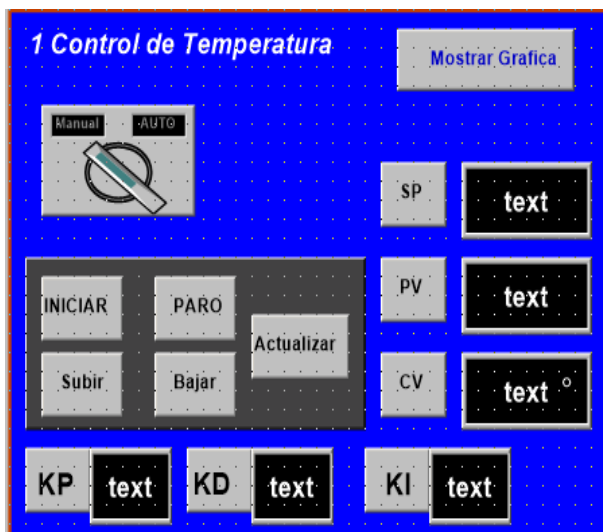 1 Control de Temperatura
Mostrar Grafica
Manual AUTO
SP text
PV text
CV text °
INICIAR PARO
Actualizar
Subir Bajar
KP text KD text KI text